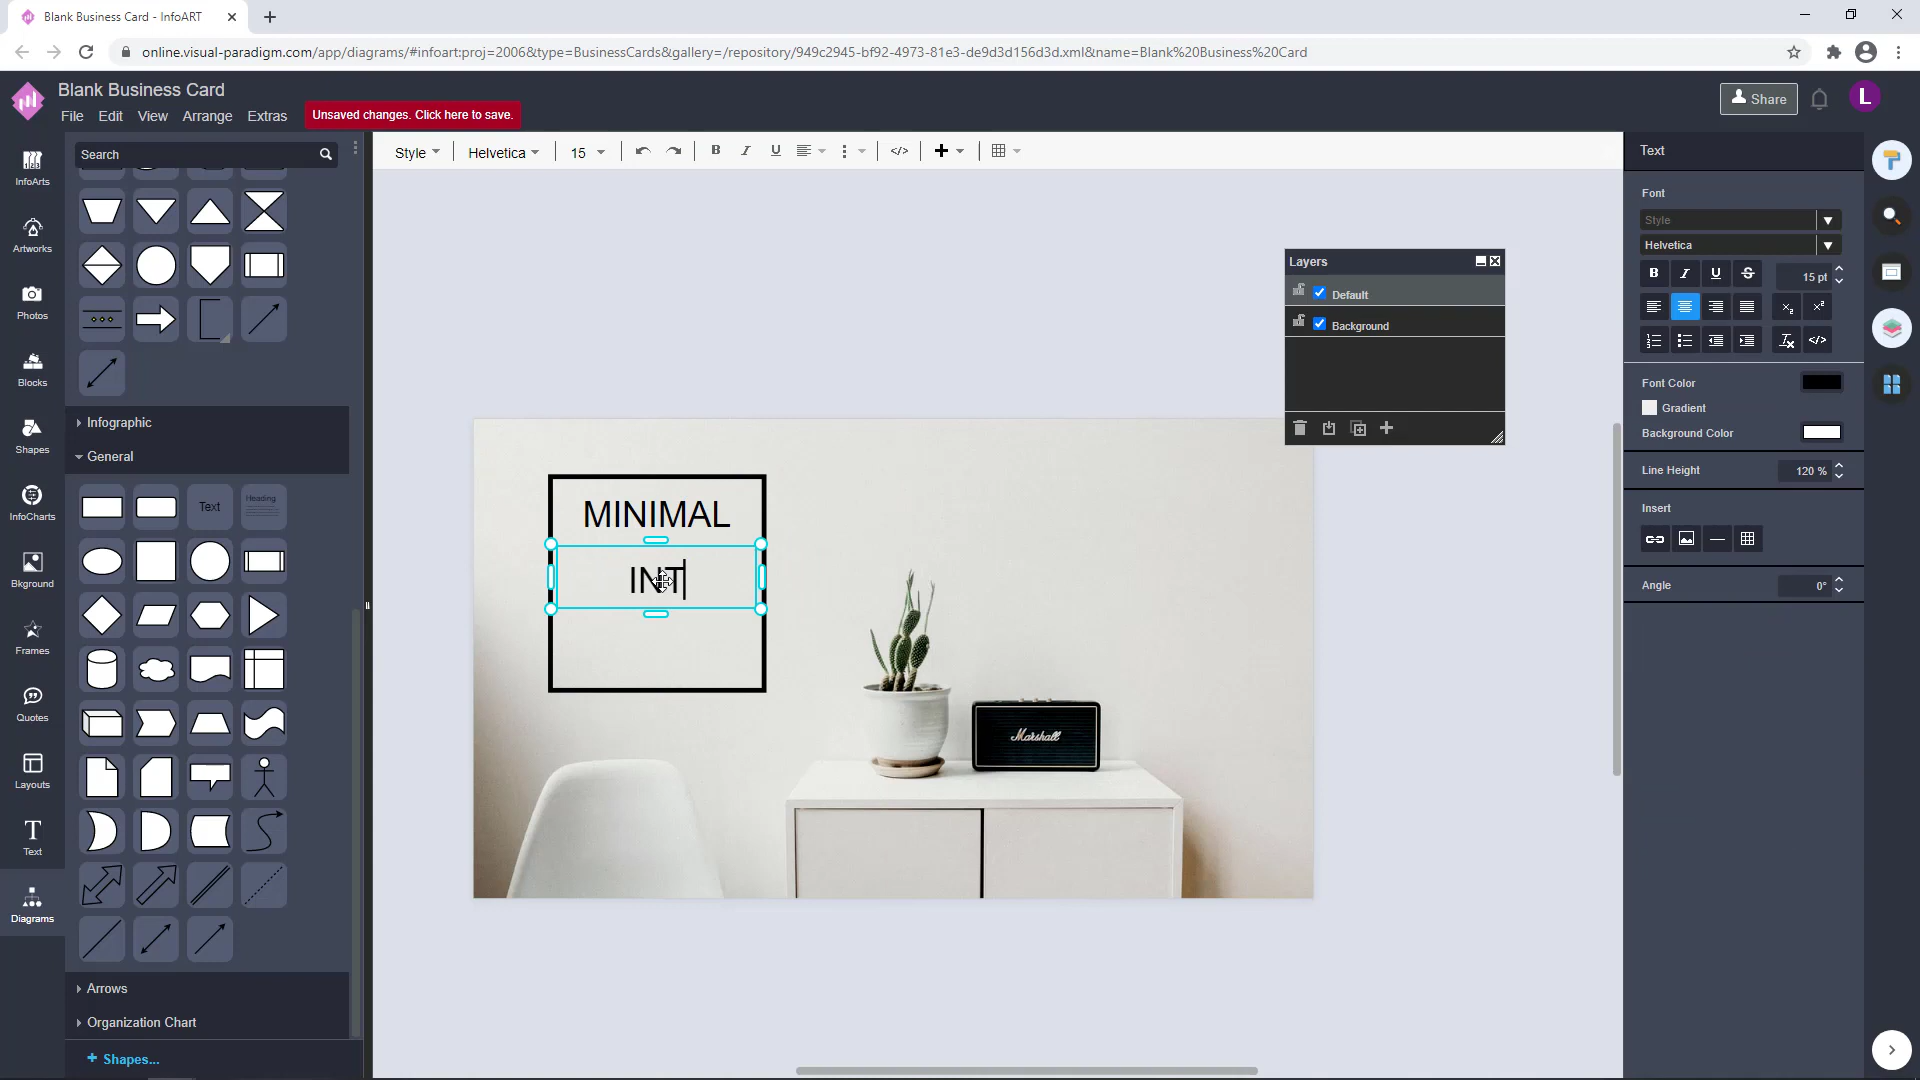 Blank Business Card - InfoART
online.visual-paradigm.com/app/diagrams/#infoart:proj=2006&type=BusinessCards&gallery=/repository/949c2945-bf92-4973-81e3-de9d3d156d3d.xml&name=Blank%20Business%20Card
Blank Business Card
File Edit View Arrange Extras
Unsaved changes. Click here to save.
Share
L
InfoArts
Artworks
Photos
Blocks
Shapes
InfoCharts
Bkground
Frames
Quotes
Layouts
Text
Diagrams
Search
Infographic
General
Text
Heading
Arrows
Organization Chart
+ Shapes...
Style Helvetica 15 B I U </>
MINIMAL
INT
Marshall
Layers
Default
Background
Text
Font
Style
Helvetica
B I U S 15 pt
Font Color
Gradient
Background Color
Line Height 120 %
Insert
Angle 0°